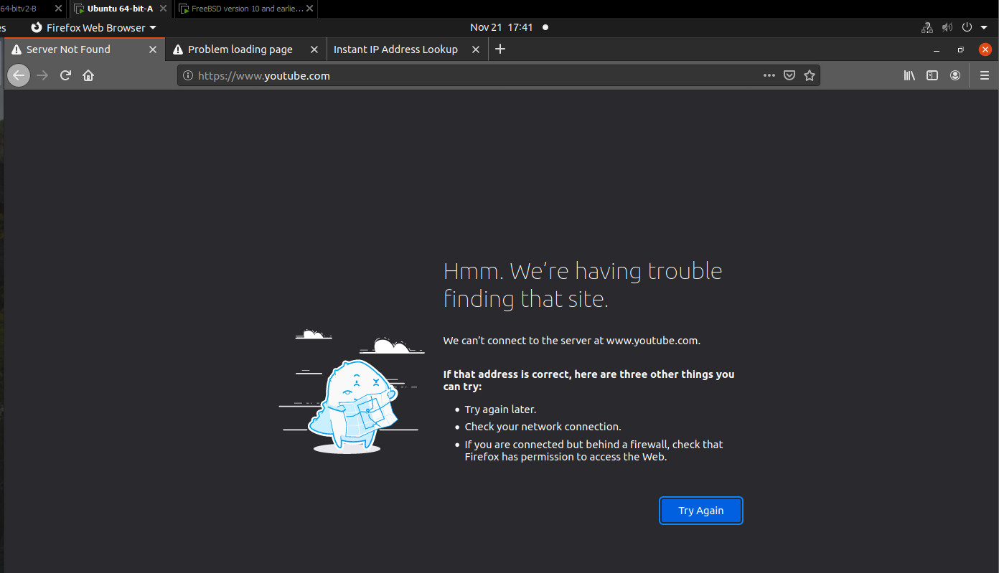 64-bitv2-B Ubuntu 64-bit-A FreeBSD version 10 and earlie...
es Firefox Web Browser Nov 21 17:41
Server Not Found Problem loading page Instant IP Address Lookup
https://www.youtube.com
Hmm. We’re having trouble
finding that site.
We can’t connect to the server at www.youtube.com.
If that address is correct, here are three other things you
can try:
Try again later.
Check your network connection.
If you are connected but behind a firewall, check that
Firefox has permission to access the Web.
Try Again